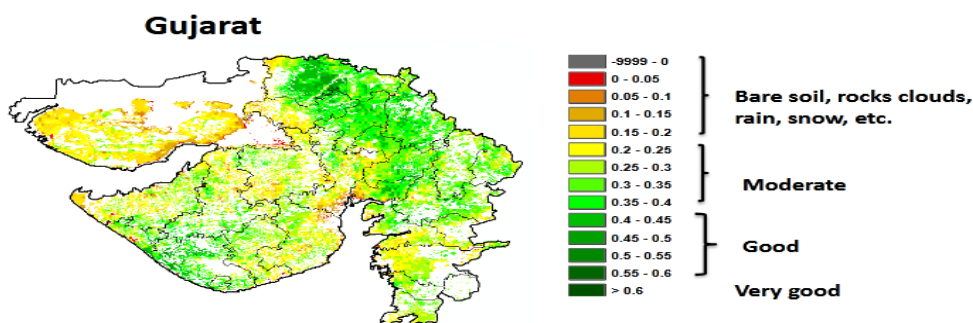 Gujarat
-9999 - 0
0 - 0.05
0.05 - 0.1
0.1 - 0.15
0.15 - 0.2
0.2 - 0.25
0.25 - 0.3
0.3 - 0.35
0.35 - 0.4
0.4 - 0.45
0.45 - 0.5
0.5 - 0.55
0.55 - 0.6
> 0.6
Bare soil, rocks clouds,
rain, snow, etc.
Moderate
Good
Very good